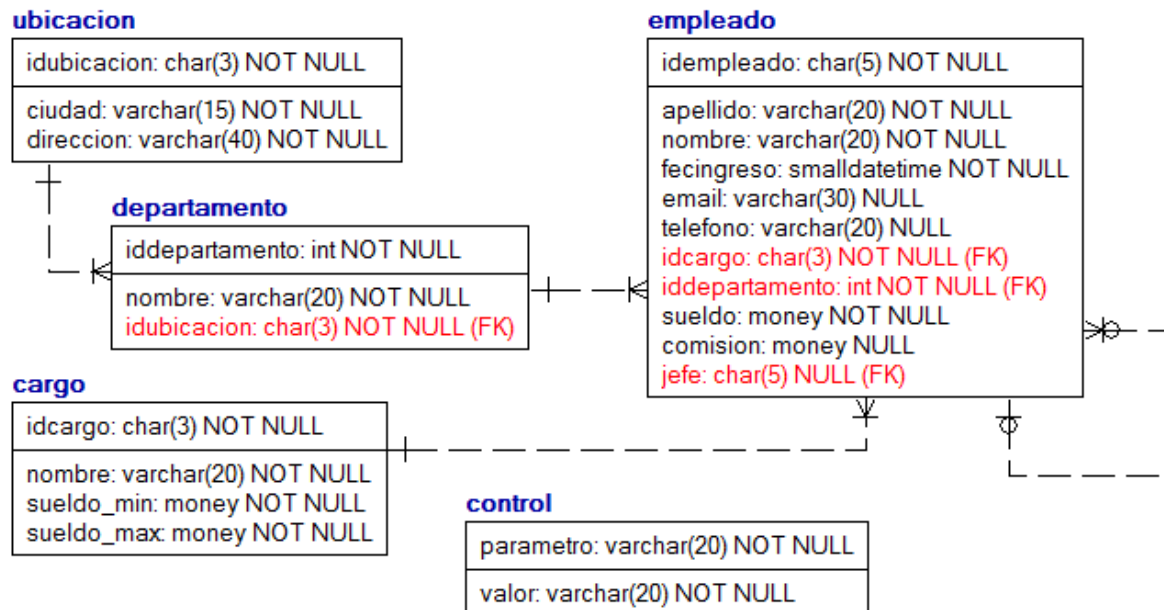 ubicacion
idubicacion: char(3) NOT NULL
ciudad: varchar(15) NOT NULL
direccion: varchar(40) NOT NULL
departamento
iddepartamento: int NOT NULL
nombre: varchar(20) NOT NULL
idubicacion: char(3) NOT NULL (FK)
cargo
idcargo: char(3) NOT NULL
nombre: varchar(20) NOT NULL
sueldo_min: money NOT NULL
sueldo_max: money NOT NULL
empleado
idempleado: char(5) NOT NULL
apellido: varchar(20) NOT NULL
nombre: varchar(20) NOT NULL
fecingreso: smalldatetime NOT NULL
email: varchar(30) NULL
telefono: varchar(20) NULL
idcargo: char(3) NOT NULL (FK)
iddepartamento: int NOT NULL (FK)
sueldo: money NOT NULL
comision: money NULL
jefe: char(5) NULL (FK)
control
parametro: varchar(20) NOT NULL
valor: varchar(20) NOT NULL